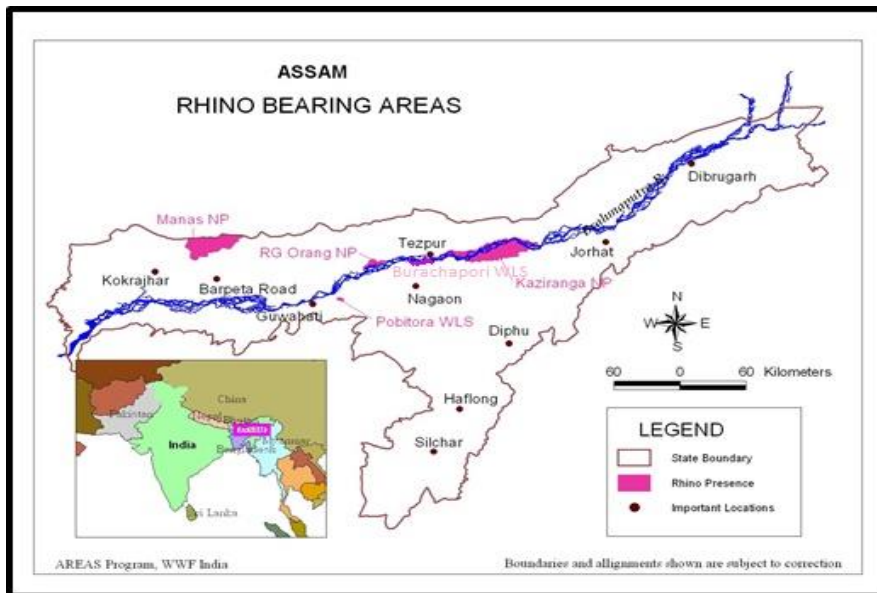 ASSAM
RHINO BEARING AREAS
Dibrugarh
Manas NP
Tezpur
RG Orang NP
Jorhat
Burachapori WLS
Kokrajhar
Barpeta Road
Kaziranga NP
Nagaon
Guwahati
Pobitora WLS
N
W E
S
Diphu
60 0 60 Kilometers
China
Pakistan
Nepal
India
Bangladesh
Myanmar
Sri Lanka
Haflong
Silchar
LEGEND
State Boundary
Rhino Presence
Important Locations
AREAS Program, WWF India
Boundaries and allignments shown are subject to correction